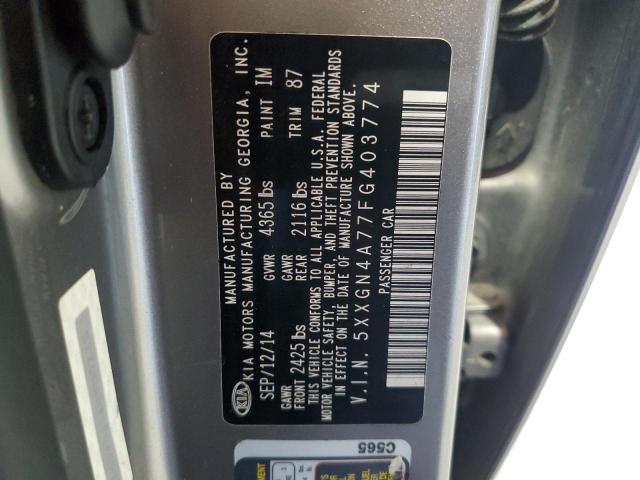 MANUFACTURED BY
KIA KIA MOTORS MANUFACTURING GEORGIA, INC.
SEP/12/14 GVWR 4365 lbs PAINT IM
GAWR GAWR TRIM 87
FRONT 2425 lbs REAR 2116 lbs
THIS VEHICLE CONFORMS TO ALL APPLICABLE U.S.A. FEDERAL
MOTOR VEHICLE SAFETY, BUMPER, AND THEFT PREVENTION STANDARDS
IN EFFECT ON THE DATE OF MANUFACTURE SHOWN ABOVE.
V.I.N. 5XXGN4A77FG403774
PASSENGER CAR
C565